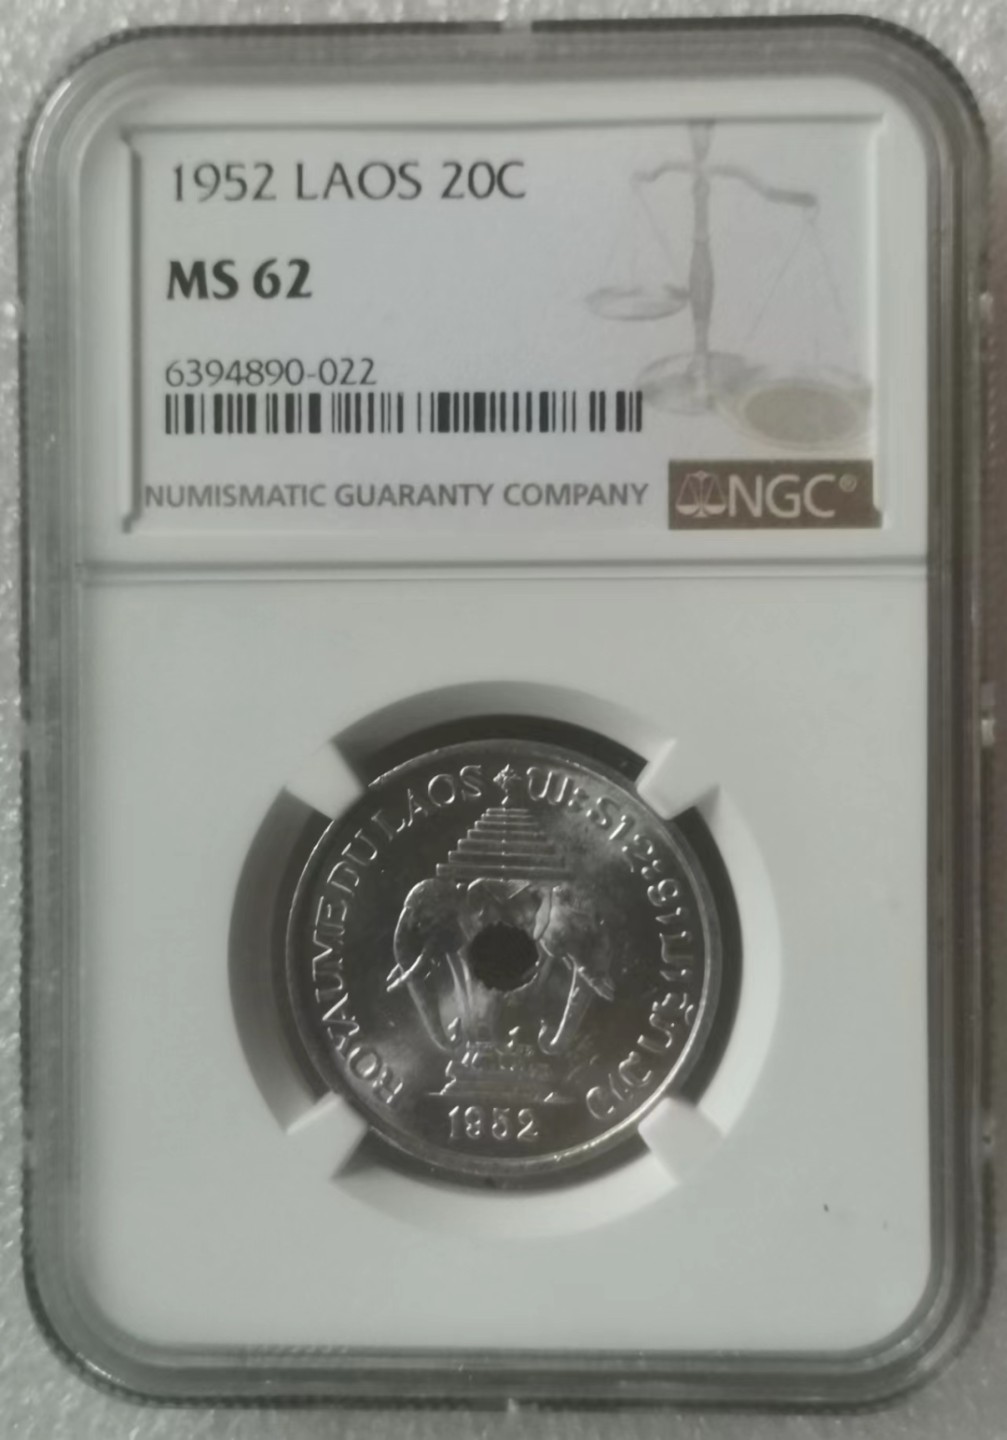 1952 LAOS 20C
MS 62
6394890-022
NUMISMATIC GUARANTY COMPANY
NGC®
ROYAUME DU LAOS
1952